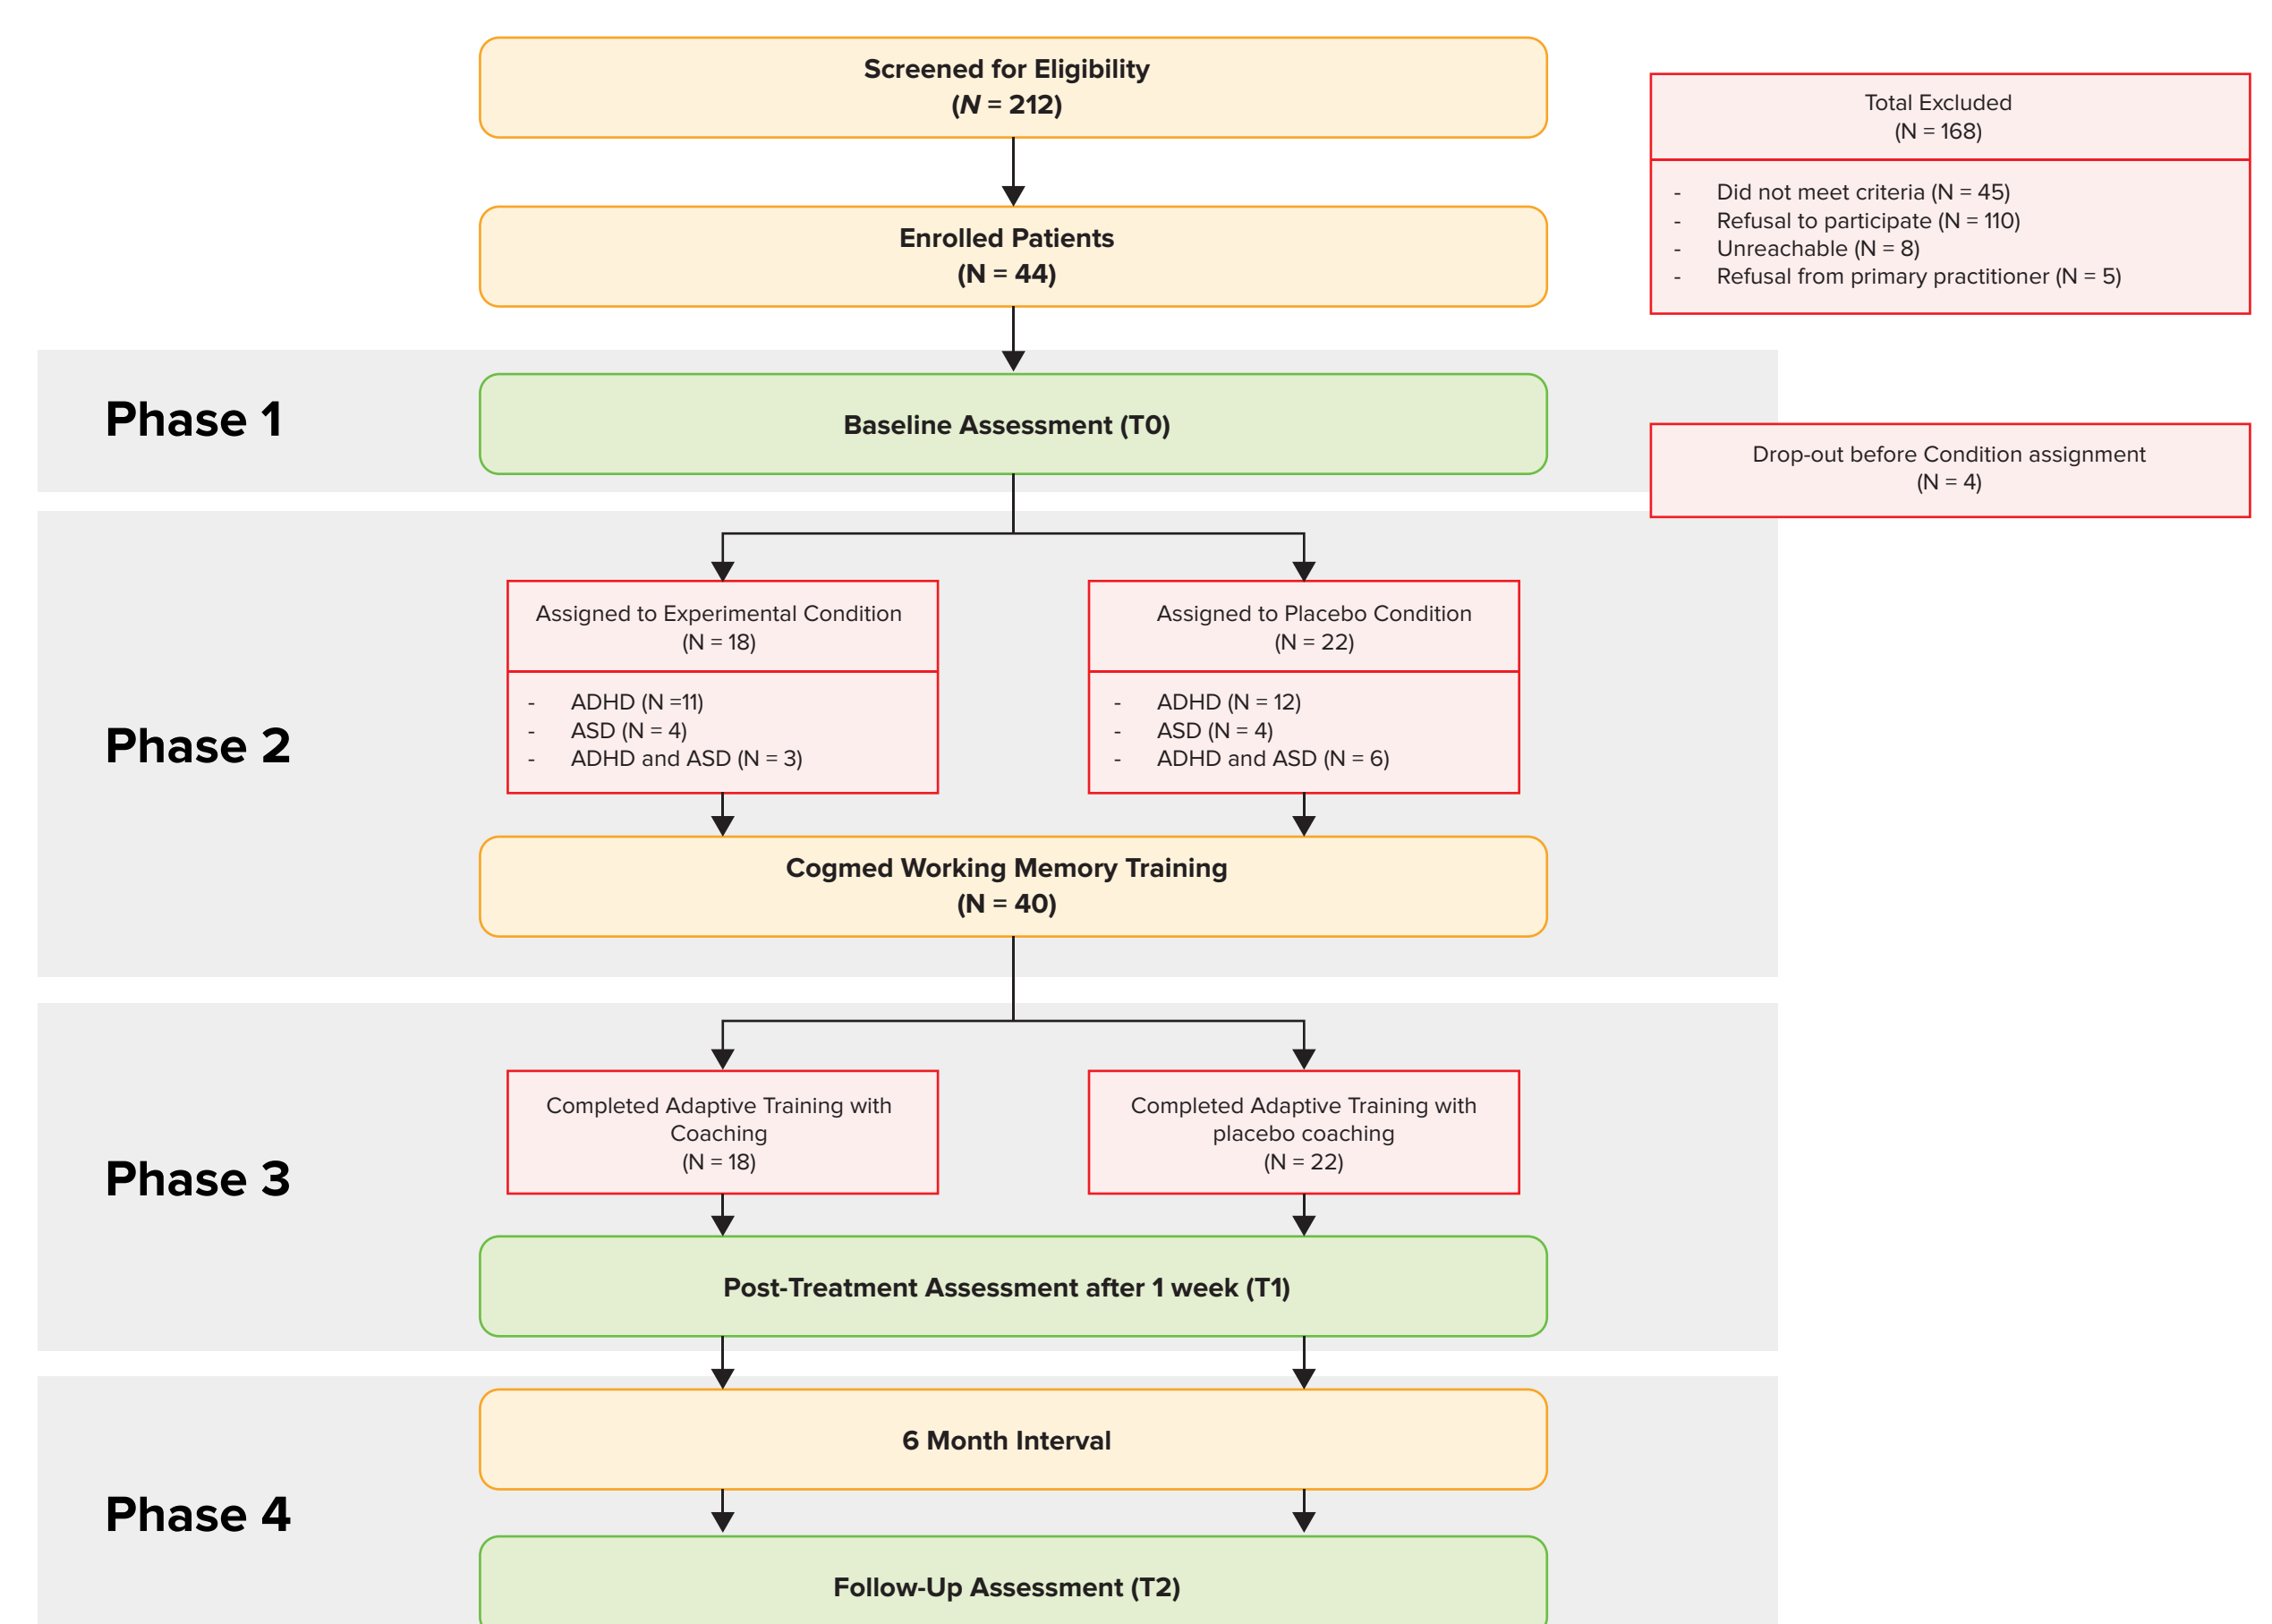 Screened for Eligibility
(N = 212)
Total Excluded
(N = 168)
- Did not meet criteria (N = 45)
- Refusal to participate (N = 110)
- Unreachable (N = 8)
- Refusal from primary practitioner (N = 5)
Enrolled Patients
(N = 44)
Phase 1
Baseline Assessment (T0)
Drop-out before Condition assignment
(N = 4)
Phase 2
Assigned to Experimental Condition
(N = 18)
- ADHD (N =11)
- ASD (N = 4)
- ADHD and ASD (N = 3)
Assigned to Placebo Condition
(N = 22)
- ADHD (N = 12)
- ASD (N = 4)
- ADHD and ASD (N = 6)
Cogmed Working Memory Training
(N = 40)
Phase 3
Completed Adaptive Training with
Coaching
(N = 18)
Completed Adaptive Training with
placebo coaching
(N = 22)
Post-Treatment Assessment after 1 week (T1)
Phase 4
6 Month Interval
Follow-Up Assessment (T2)